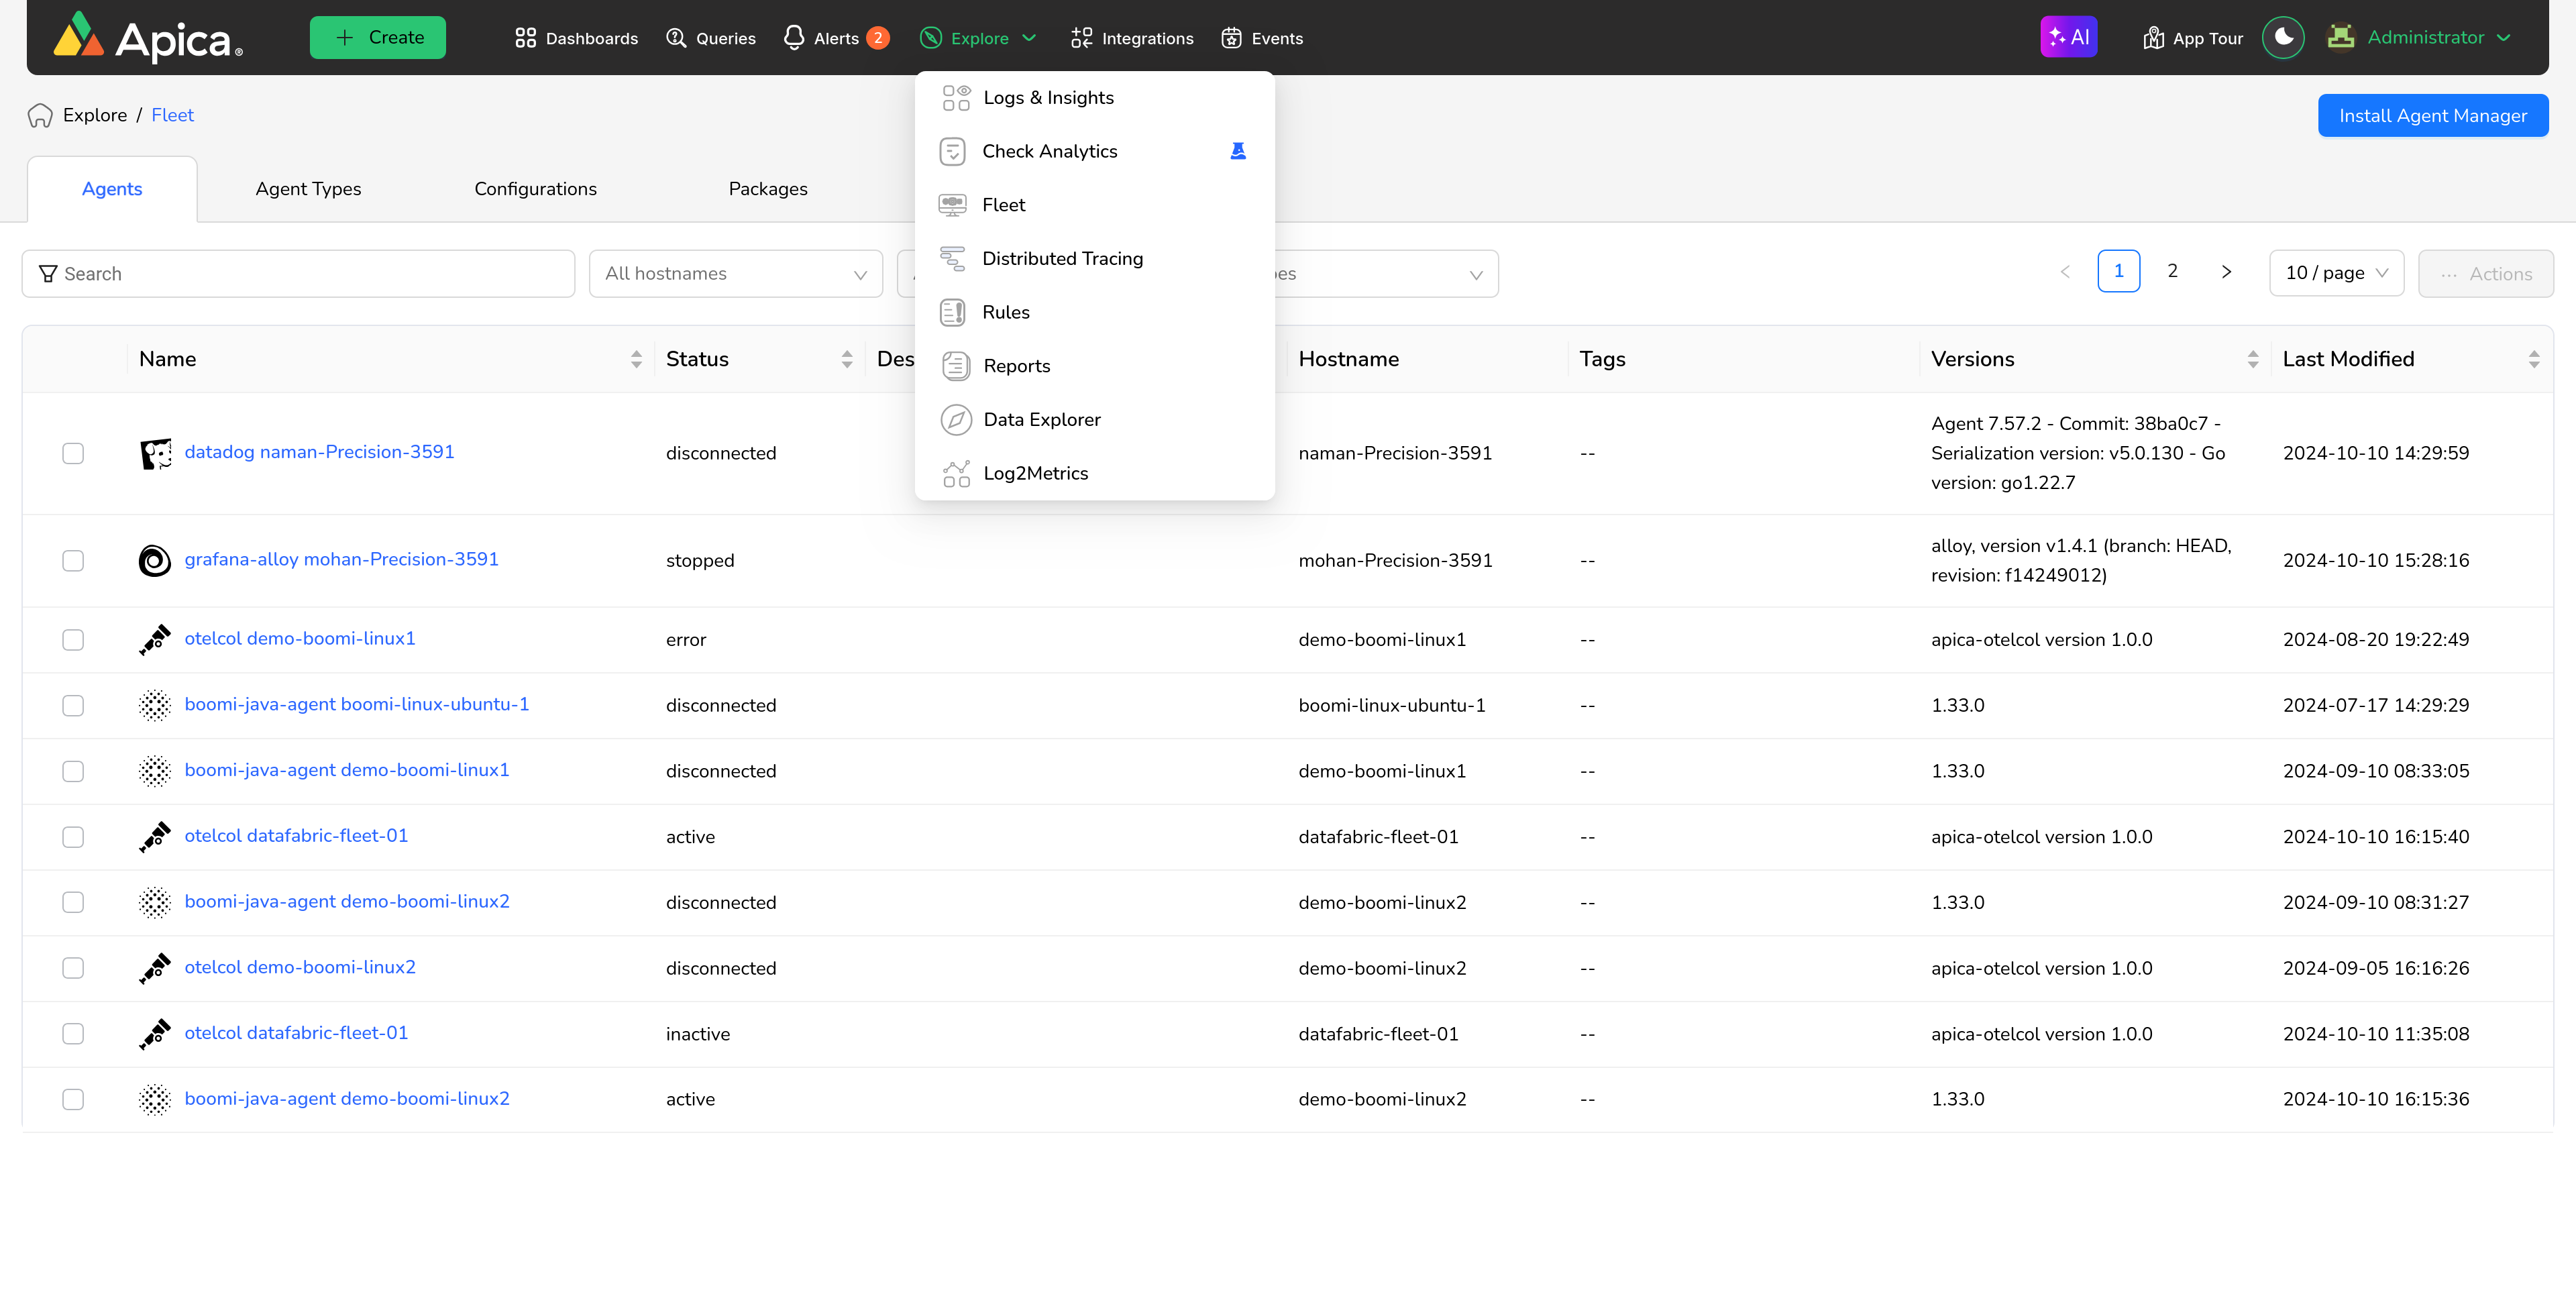 Apica®
+ Create
Dashboards
Queries
Alerts 2
Explore
Integrations
Events
AI
App Tour
Administrator
Explore / Fleet
Install Agent Manager
Agents
Agent Types
Configurations
Packages
Logs & Insights
Check Analytics
Fleet
Distributed Tracing
Rules
Reports
Data Explorer
Log2Metrics
Search
All hostnames
1
2
10 / page
··· Actions
Name Status Hostname Tags Versions Last Modified
datadog naman-Precision-3591 disconnected naman-Precision-3591 -- Agent 7.57.2 - Commit: 38ba0c7 -
Serialization version: v5.0.130 - Go
version: go1.22.7
2024-10-10 14:29:59
grafana-alloy mohan-Precision-3591 stopped mohan-Precision-3591 -- alloy, version v1.4.1 (branch: HEAD,
revision: f14249012)
2024-10-10 15:28:16
otelcol demo-boomi-linux1 error demo-boomi-linux1 -- apica-otelcol version 1.0.0 2024-08-20 19:22:49
boomi-java-agent boomi-linux-ubuntu-1 disconnected boomi-linux-ubuntu-1 -- 1.33.0 2024-07-17 14:29:29
boomi-java-agent demo-boomi-linux1 disconnected demo-boomi-linux1 -- 1.33.0 2024-09-10 08:33:05
otelcol datafabric-fleet-01 active datafabric-fleet-01 -- apica-otelcol version 1.0.0 2024-10-10 16:15:40
boomi-java-agent demo-boomi-linux2 disconnected demo-boomi-linux2 -- 1.33.0 2024-09-10 08:31:27
otelcol demo-boomi-linux2 disconnected demo-boomi-linux2 -- apica-otelcol version 1.0.0 2024-09-05 16:16:26
otelcol datafabric-fleet-01 inactive datafabric-fleet-01 -- apica-otelcol version 1.0.0 2024-10-10 11:35:08
boomi-java-agent demo-boomi-linux2 active demo-boomi-linux2 -- 1.33.0 2024-10-10 16:15:36